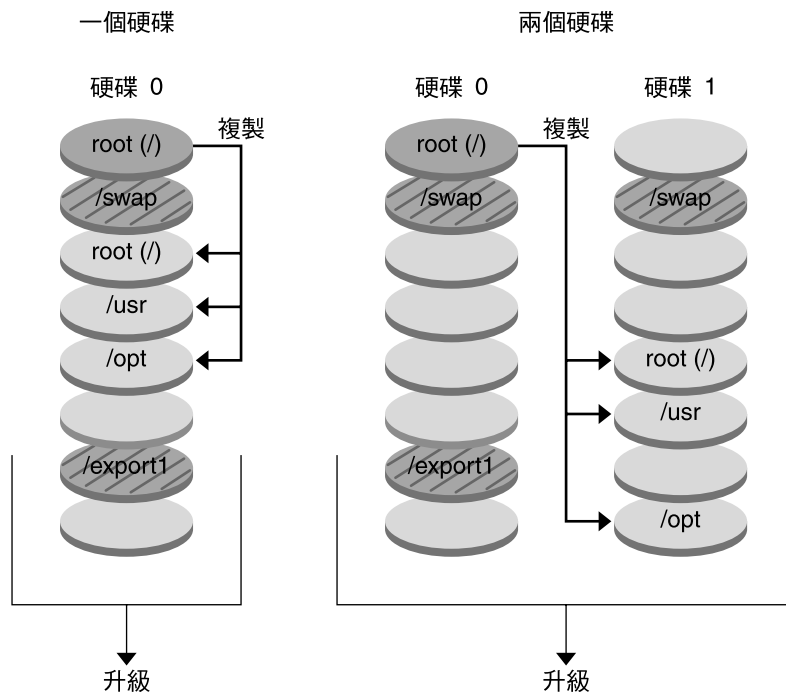 一個硬碟
兩個硬碟
硬碟 0
硬碟 0
硬碟 1
root (/)
複製
root (/)
複製
/swap
/swap
/swap
root (/)
/usr
/opt
root (/)
/usr
/export1
/export1
/opt
升級
升級